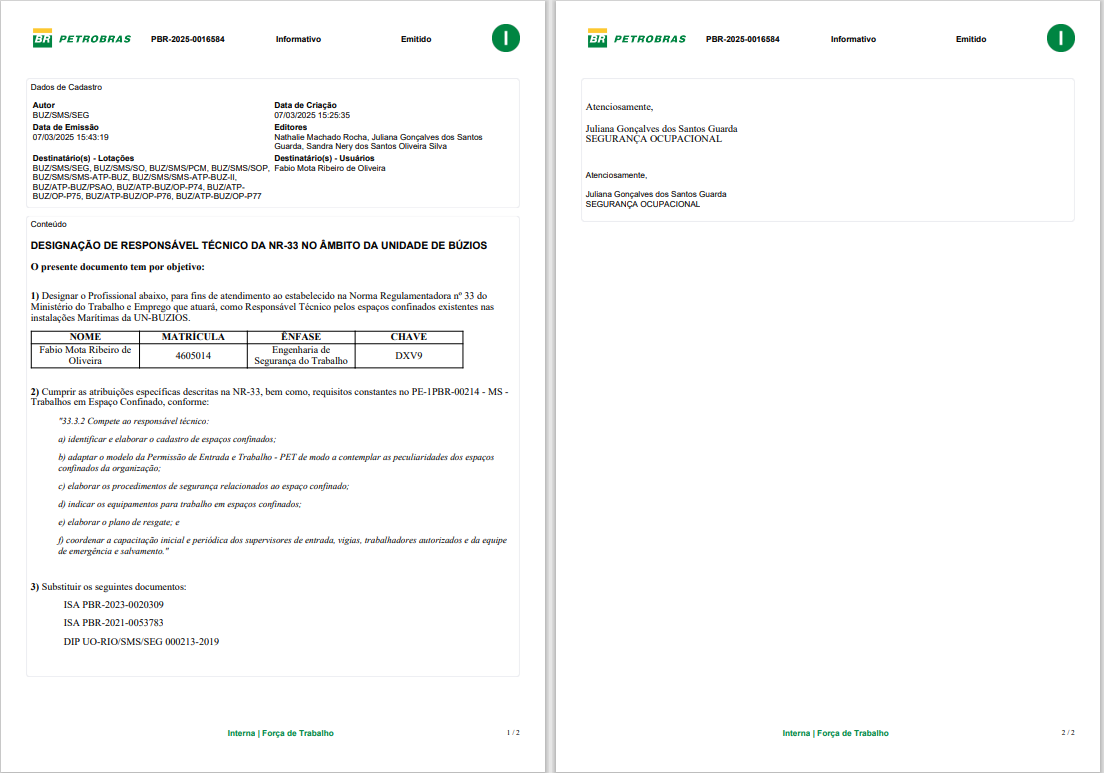 BR PETROBRAS PBR-2025-0016584 Informativo Emitido I
Dados de Cadastro
Autor
BUZ/SMS/SEG
Data de Criação
07/03/2025 15:25:35
Data de Emissão
07/03/2025 15:43:19
Editores
Nathalie Machado Rocha, Juliana Gonçalves dos Santos
Guarda, Sandra Nery dos Santos Oliveira Silva
Destinatário(s) - Lotações
BUZ/SMS/SEG, BUZ/SMS/SO, BUZ/SMS/PCM, BUZ/SMS/SOP,
BUZ/SMS/SMS-ATP-BUZ, BUZ/SMS/SMS-ATP-BUZ-II,
BUZ/ATP-BUZ/PSAO, BUZ/ATP-BUZ/OP-P74, BUZ/ATP-
BUZ/OP-P75, BUZ/ATP-BUZ/OP-P76, BUZ/ATP-BUZ/OP-P77
Destinatário(s) - Usuários
Fabio Mota Ribeiro de Oliveira
Conteúdo
DESIGNAÇÃO DE RESPONSÁVEL TÉCNICO DA NR-33 NO ÂMBITO DA UNIDADE DE BÚZIOS
O presente documento tem por objetivo:
1) Designar o Profissional abaixo, para fins de atendimento ao estabelecido na Norma Regulamentadora nº 33 do
Ministério do Trabalho e Emprego que atuará, como Responsável Técnico pelos espaços confinados existentes nas
instalações Marítimas da UN-BUZIOS.
NOME MATRÍCULA ÊNFASE CHAVE
Fabio Mota Ribeiro de
Oliveira
4605014
Engenharia de
Segurança do Trabalho
DXV9
2) Cumprir as atribuições específicas descritas na NR-33, bem como, requisitos constantes no PE-1PBR-00214 - MS -
Trabalhos em Espaço Confinado, conforme:
"33.3.2 Compete ao responsável técnico:
a) identificar e elaborar o cadastro de espaços confinados;
b) adaptar o modelo da Permissão de Entrada e Trabalho - PET de modo a contemplar as peculiaridades dos espaços
confinados da organização;
c) elaborar os procedimentos de segurança relacionados ao espaço confinado;
d) indicar os equipamentos para trabalho em espaços confinados;
e) elaborar o plano de resgate; e
f) coordenar a capacitação inicial e periódica dos supervisores de entrada, vigias, trabalhadores autorizados e da equipe
de emergência e salvamento."
3) Substituir os seguintes documentos:
ISA PBR-2023-0020309
ISA PBR-2021-0053783
DIP UO-RIO/SMS/SEG 000213-2019
Interna | Força de Trabalho
1 / 2
BR PETROBRAS PBR-2025-0016584 Informativo Emitido I
Atenciosamente,
Juliana Gonçalves dos Santos Guarda
SEGURANÇA OCUPACIONAL
Atenciosamente,
Juliana Gonçalves dos Santos Guarda
SEGURANÇA OCUPACIONAL
Interna | Força de Trabalho
2 / 2